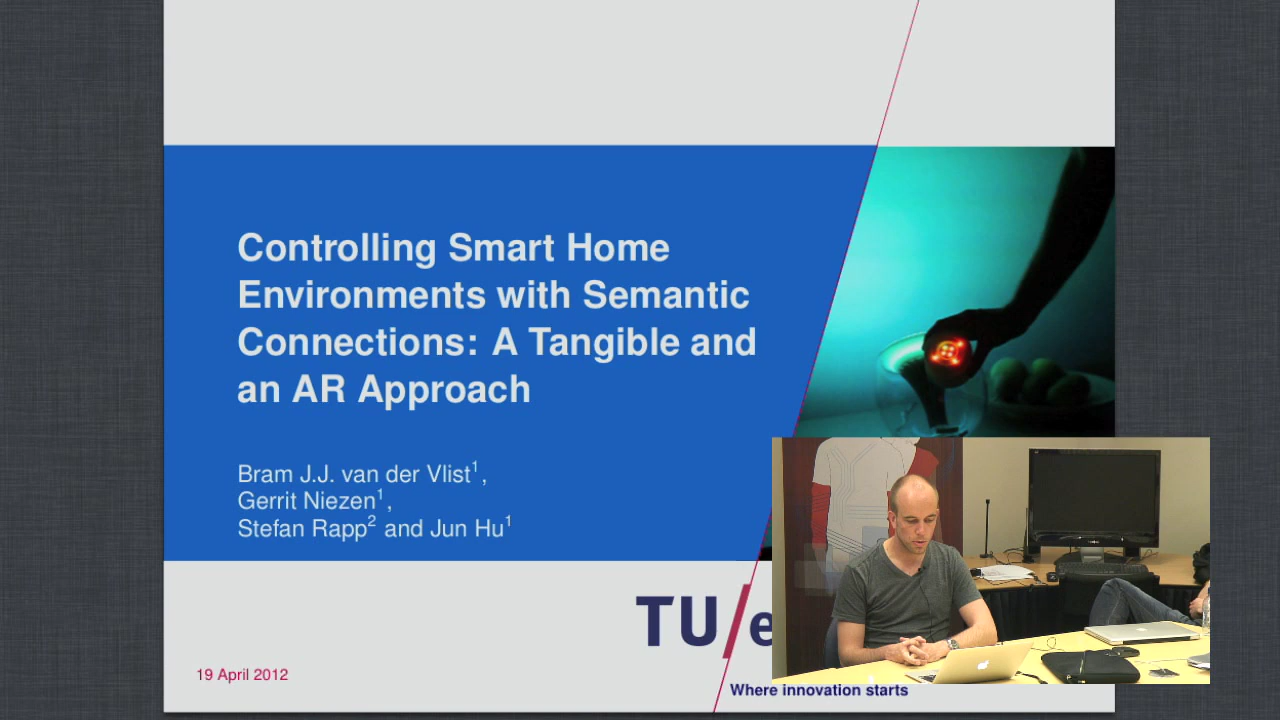 Controlling Smart Home
Environments with Semantic
Connections: A Tangible and
an AR Approach
Bram J.J. van der Vlist¹,
Gerrit Niezen¹,
Stefan Rapp² and Jun Hu¹
TU/e
19 April 2012
Where innovation starts